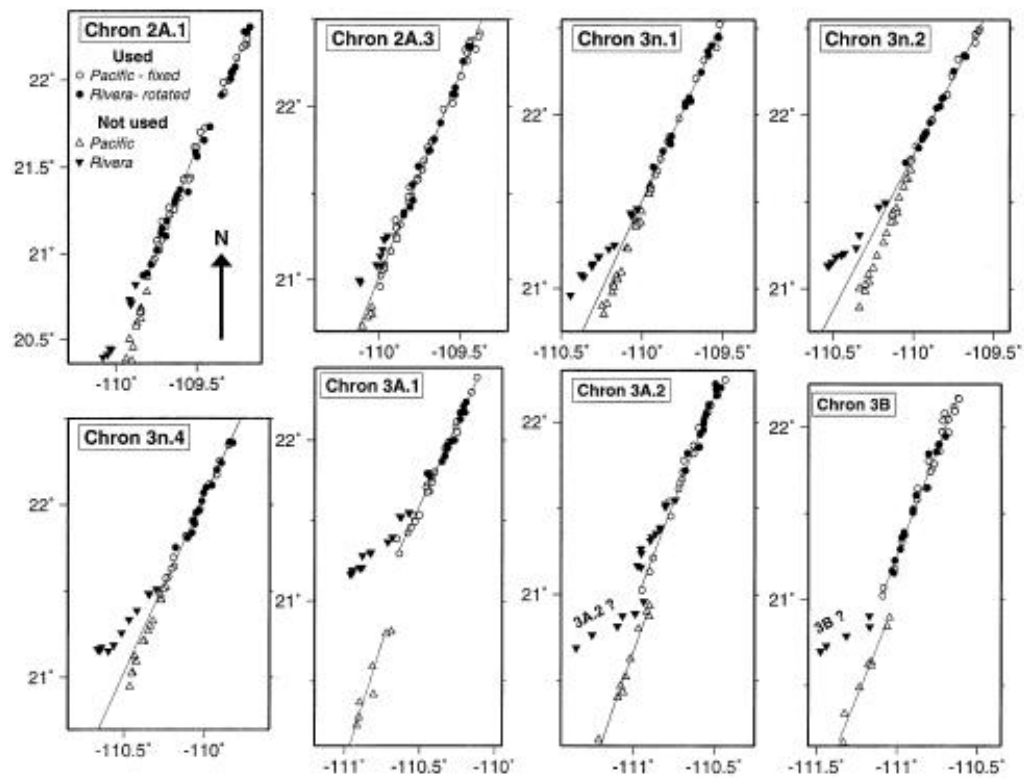 Chron 2A.1
Used
Pacific - fixed
Rivera- rotated
Not used
Pacific
Rivera
N
22˚
21.5˚
21˚
20.5˚
-110˚
-109.5˚
Chron 2A.3
22˚
21˚
-110˚
-109.5˚
Chron 3n.1
22˚
21˚
-110.5˚
-110˚
-109.5˚
Chron 3n.2
22˚
21˚
-110.5˚
-110˚
-109.5˚
Chron 3n.4
22˚
21˚
-110.5˚
-110˚
Chron 3A.1
22˚
21˚
-111˚
-110.5˚
-110˚
Chron 3A.2
3A.2 ?
22˚
21˚
-111˚
-110.5˚
Chron 3B
3B ?
22˚
21˚
-111.5˚
-111.0˚
-110.5˚